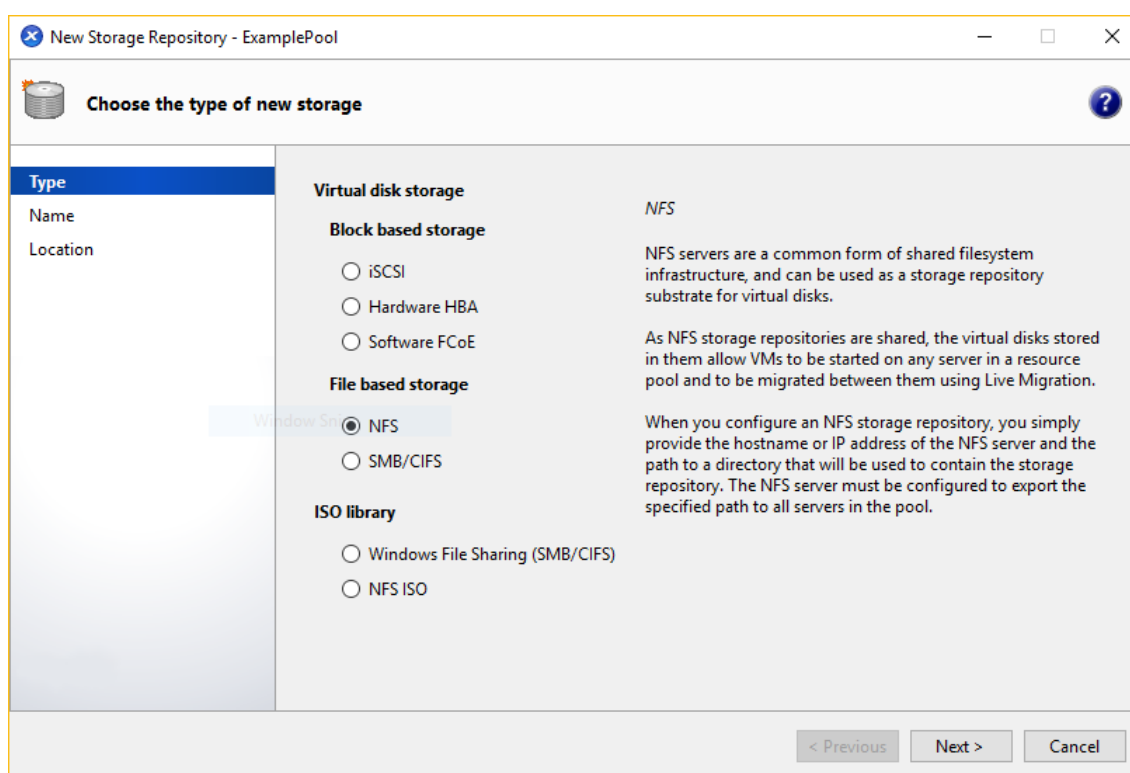 New Storage Repository - ExamplePool
Choose the type of new storage
?
Type
Name
Location
Virtual disk storage
Block based storage
iSCSI
Hardware HBA
Software FCoE
File based storage
Window Sni
NFS
SMB/CIFS
ISO library
Windows File Sharing (SMB/CIFS)
NFS ISO
NFS
NFS servers are a common form of shared filesystem
infrastructure, and can be used as a storage repository
substrate for virtual disks.
As NFS storage repositories are shared, the virtual disks stored
in them allow VMs to be started on any server in a resource
pool and to be migrated between them using Live Migration.
When you configure an NFS storage repository, you simply
provide the hostname or IP address of the NFS server and the
path to a directory that will be used to contain the storage
repository. The NFS server must be configured to export the
specified path to all servers in the pool.
< Previous
Next >
Cancel